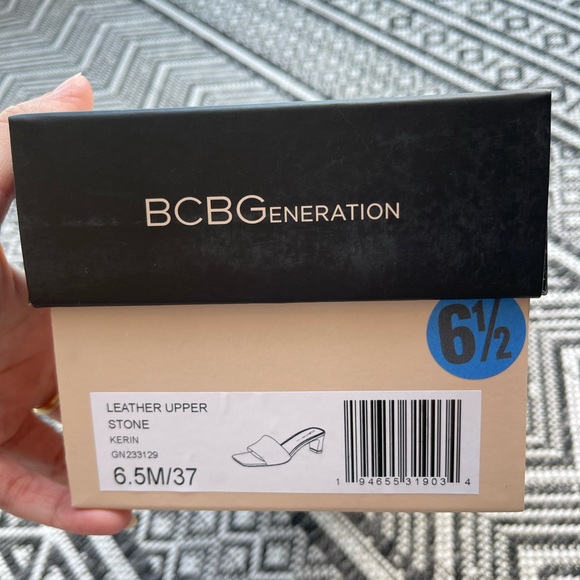 BCBGENERATION
6½
LEATHER UPPER
STONE
KERIN
GN233129
6.5M/37
1 94655 31903 4